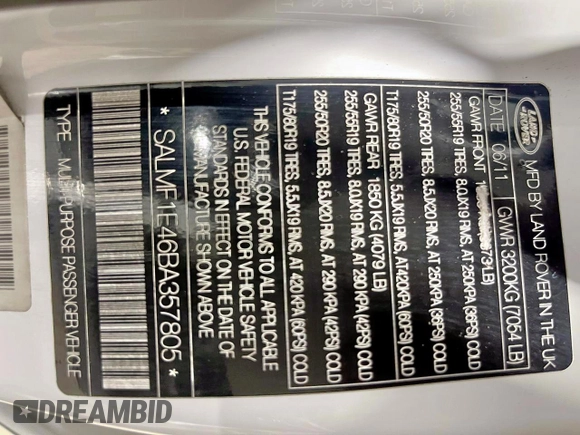 LAND
ROVER
MFD BY LAND ROVER IN THE UK
DATE 06/11 GVWR 3200KG (7054 LB)
GAWR FRONT
255/55R19 TIRES, 8.0JX19 RIMS, AT 250KPA (36PSI) COLD
255/50R20 TIRES, 8.5JX20 RIMS, AT 250KPA (36PSI) COLD
T175/80R19 TIRES, 5.5JX19 RIMS, AT 420KPA (60PSI) COLD
GAWR REAR 1850 KG (4079 LB)
255/55R19 TIRES, 8.0JX19 RIMS, AT 290 KPA (42PSI) COLD
255/50R20 TIRES, 8.5JX20 RIMS, AT 290 KPA (42PSI) COLD
T175/80R19 TIRES, 5.5JX19 RIMS, AT 420 KPA (60PSI) COLD
THIS VEHICLE CONFORMS TO ALL APPLICABLE
U.S. FEDERAL MOTOR VEHICLE SAFETY
STANDARDS IN EFFECT ON THE DATE OF
MANUFACTURE SHOWN ABOVE
*SALMF1E46BA357805*
TYPE MULTI-PURPOSE PASSENGER VEHICLE
DREAMBID